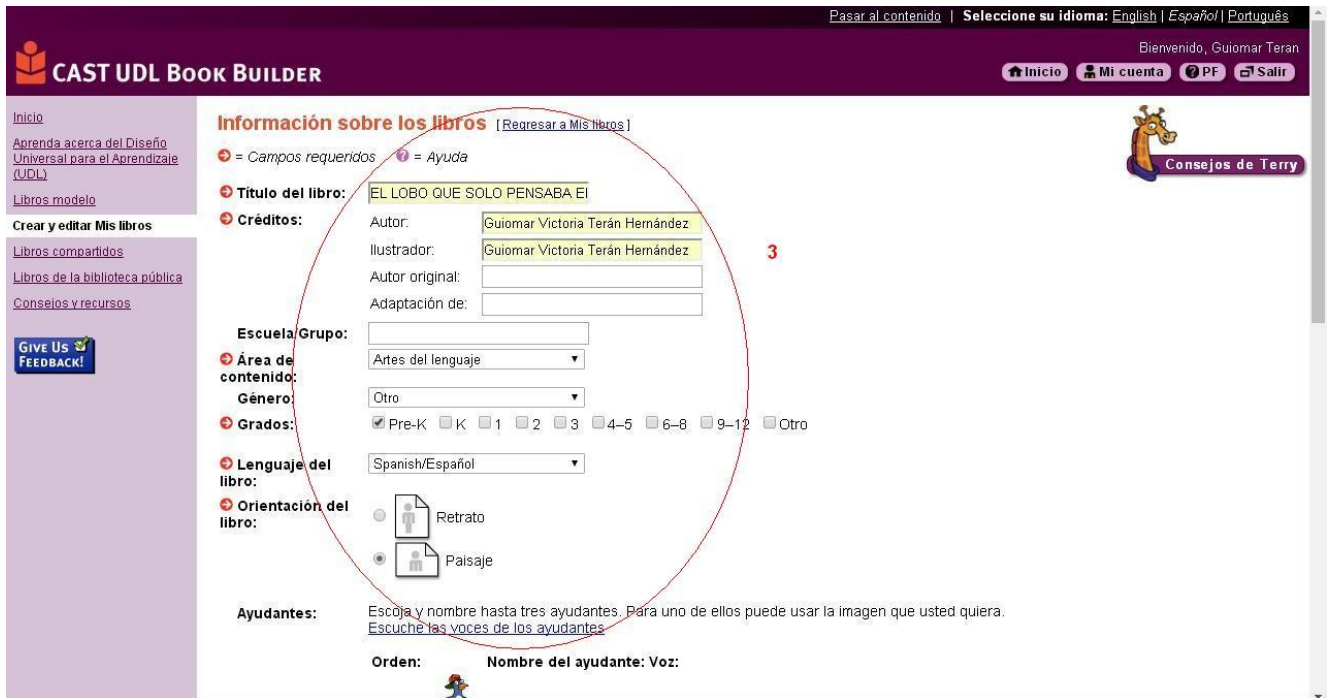 Pasar al contenido | Seleccione su idioma: English | Español | Português
Bienvenido, Guiomar Teran
CAST UDL BOOK BUILDER
Inicio Mi cuenta PF Salir
Inicio
Aprenda acerca del Diseño
Universal para el Aprendizaje
(UDL)
Libros modelo
Crear y editar Mis libros
Libros compartidos
Libros de la biblioteca pública
Consejos y recursos
GIVE US
FEEDBACK!
Información sobre los libros [Regresar a Mis libros]
= Campos requeridos ? = Ayuda
Consejos de Terry
Título del libro: EL LOBO QUE SOLO PENSABA EI
Créditos: Autor: Guiomar Victoria Terán Hernández
Ilustrador: Guiomar Victoria Terán Hernández
3
Autor original:
Adaptación de:
Escuela/Grupo:
Área de
contenido: Artes del lenguaje
Género: Otro
Grados: Pre-K K 1 2 3 4–5 6–8 9–12 Otro
Lenguaje del
libro: Spanish/Español
Orientación del
libro:
Retrato
Paisaje
Ayudantes: Escoja y nombre hasta tres ayudantes. Para uno de ellos puede usar la imagen que usted quiera.
Escuche las voces de los ayudantes
Orden: Nombre del ayudante: Voz: